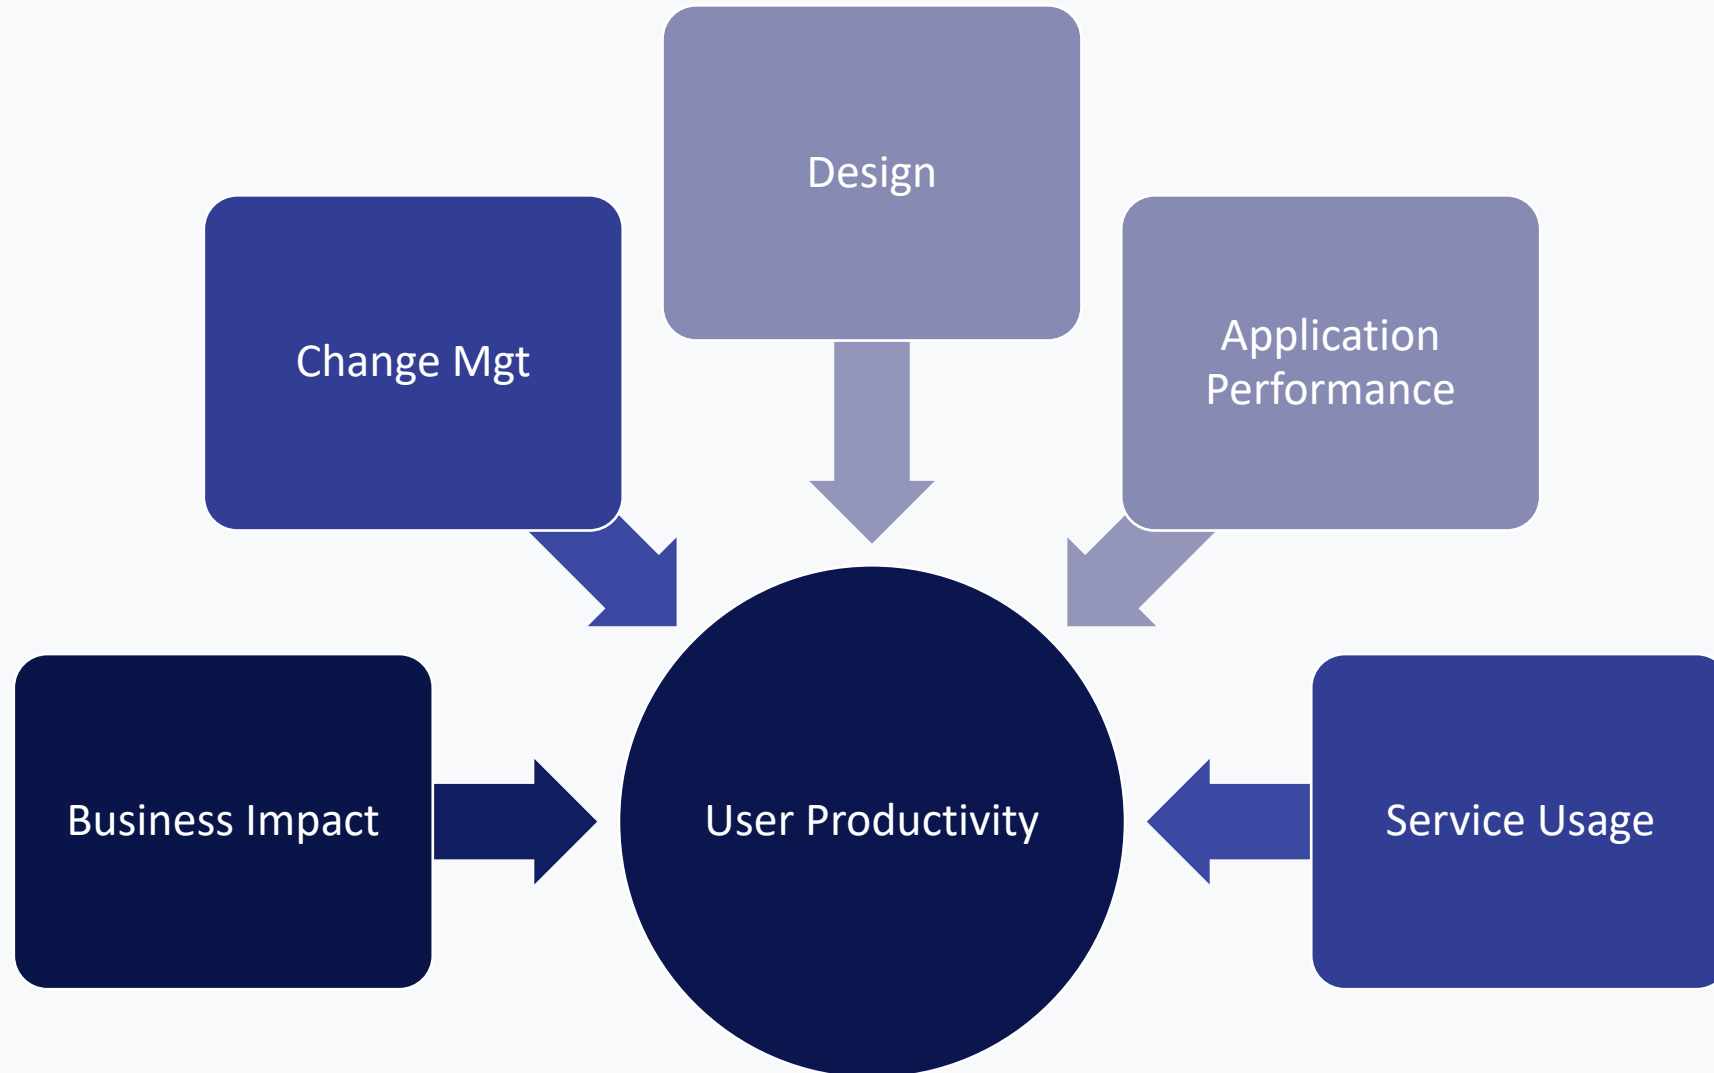 Design
Change Mgt
Application
Performance
Business Impact
User Productivity
Service Usage